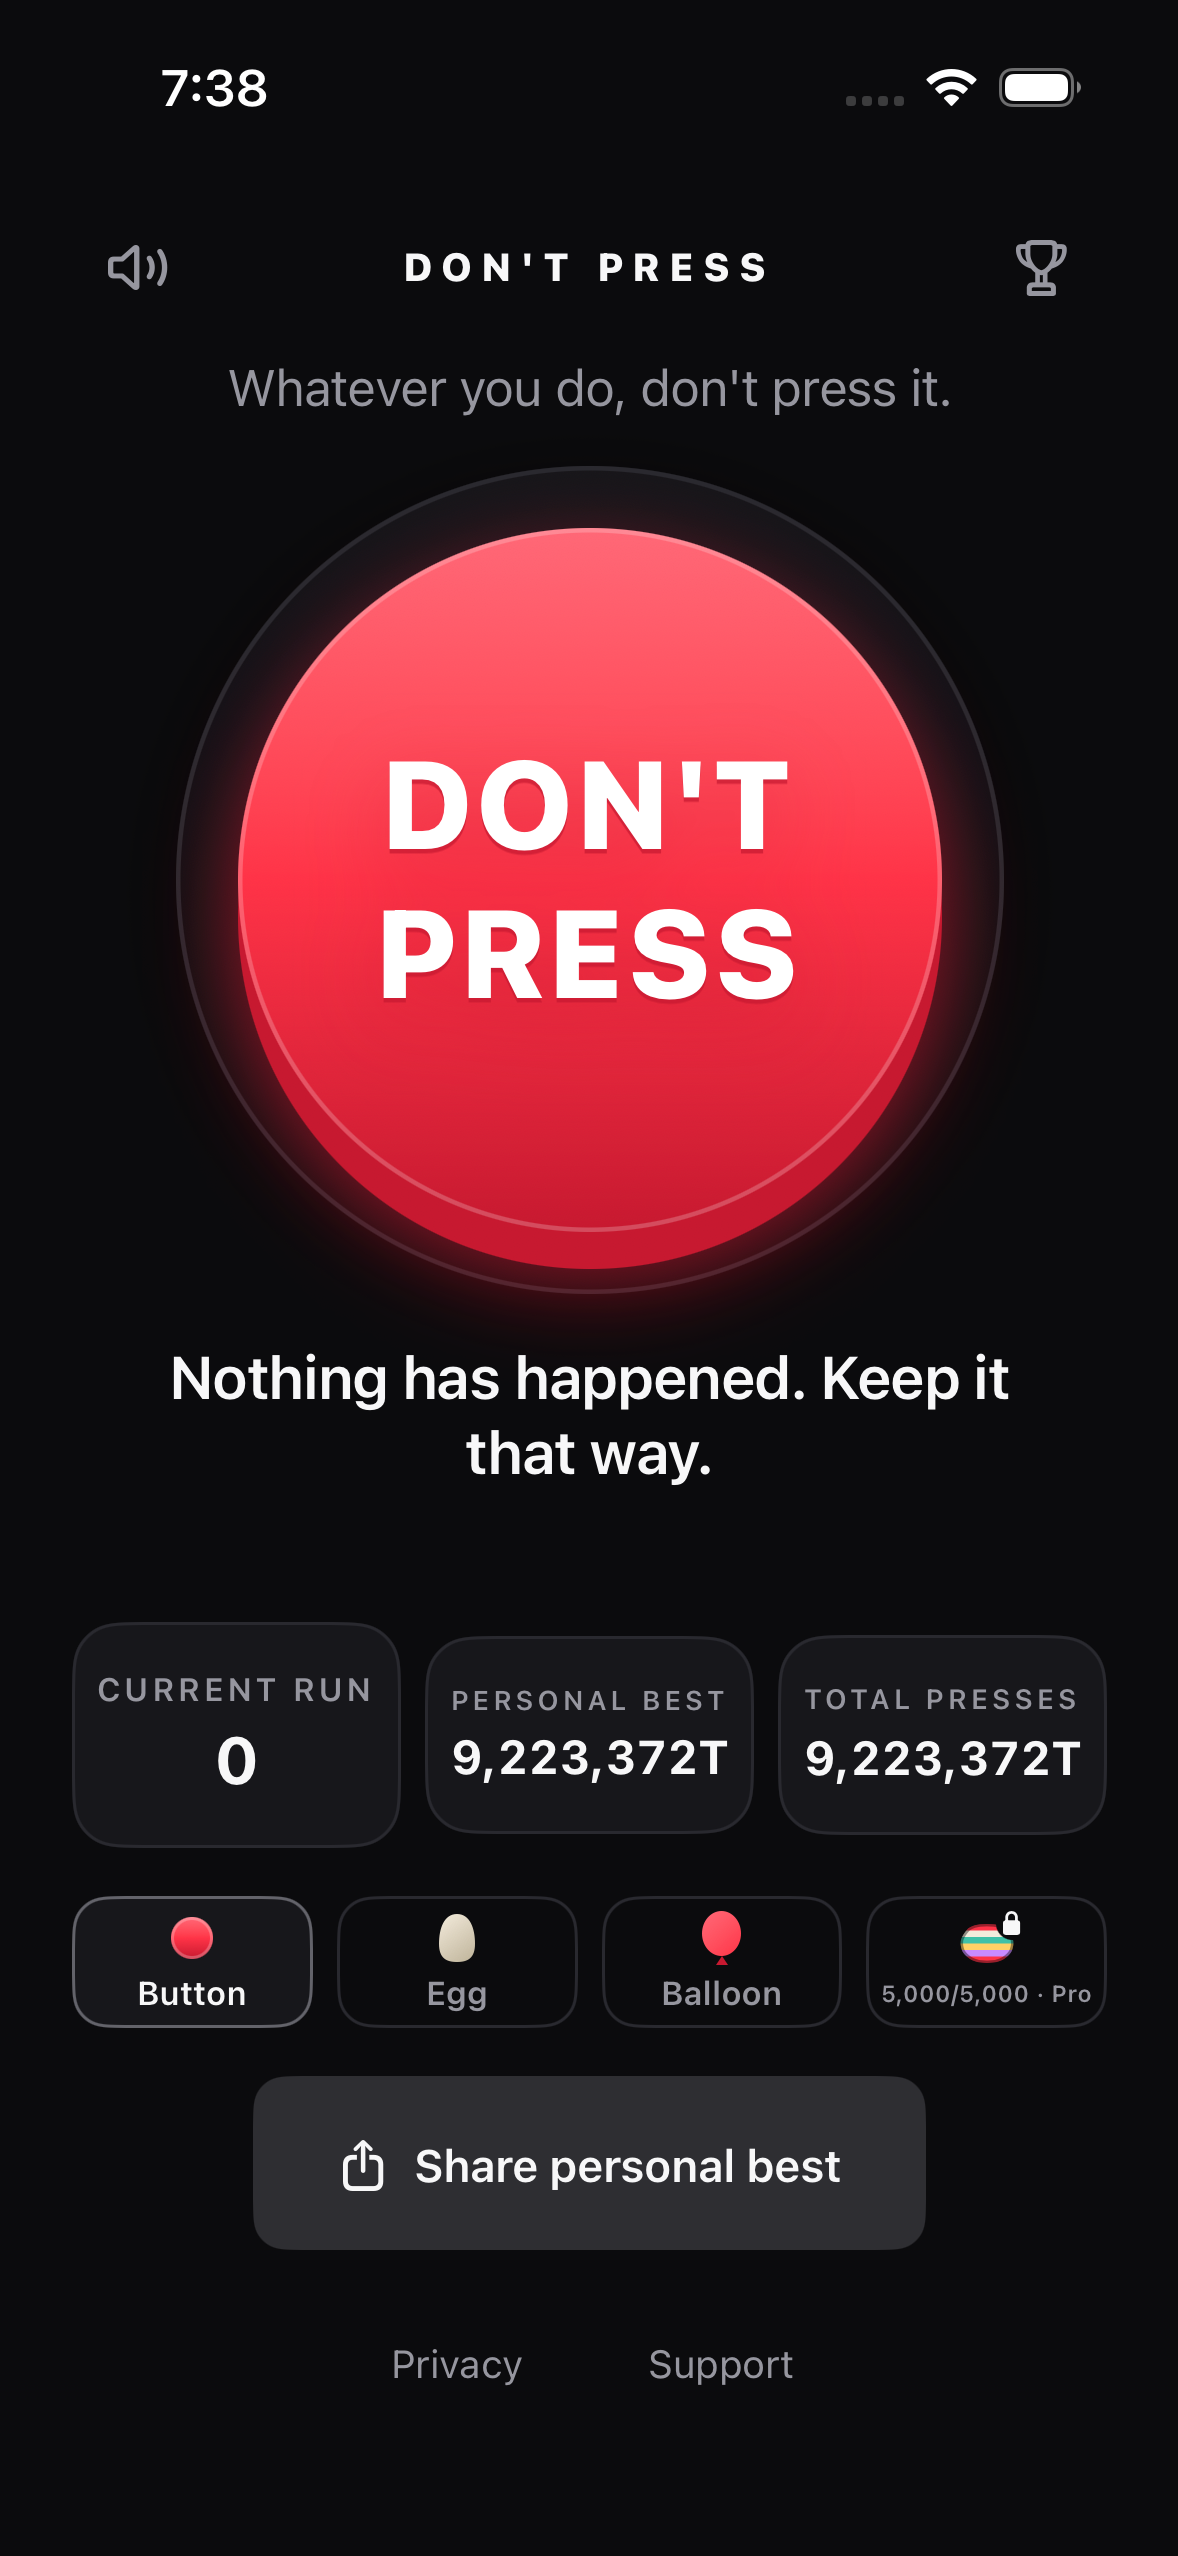 7:38
DON'T PRESS
Whatever you do, don't press it.
DON'T
PRESS
Nothing has happened. Keep it
that way.
CURRENT RUN
0
PERSONAL BEST
9,223,372T
TOTAL PRESSES
9,223,372T
Button
Egg
Balloon
5,000/5,000 · Pro
Share personal best
Privacy
Support